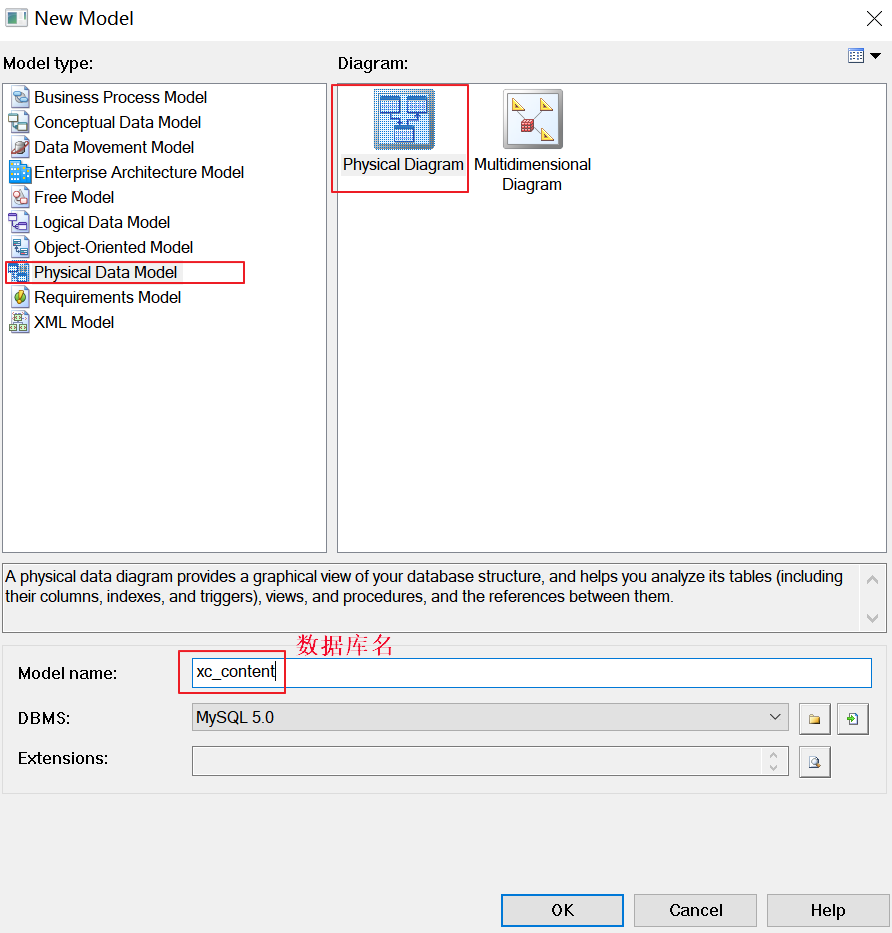 New Model
Model type:
Business Process Model
Conceptual Data Model
Data Movement Model
Enterprise Architecture Model
Free Model
Logical Data Model
Object-Oriented Model
Physical Data Model
Requirements Model
XML Model
Diagram:
Physical Diagram
Multidimensional
Diagram
A physical data diagram provides a graphical view of your database structure, and helps you analyze its tables (including
their columns, indexes, and triggers), views, and procedures, and the references between them.
数据库名
Model name: xc_content
DBMS: MySQL 5.0
Extensions:
OK Cancel Help